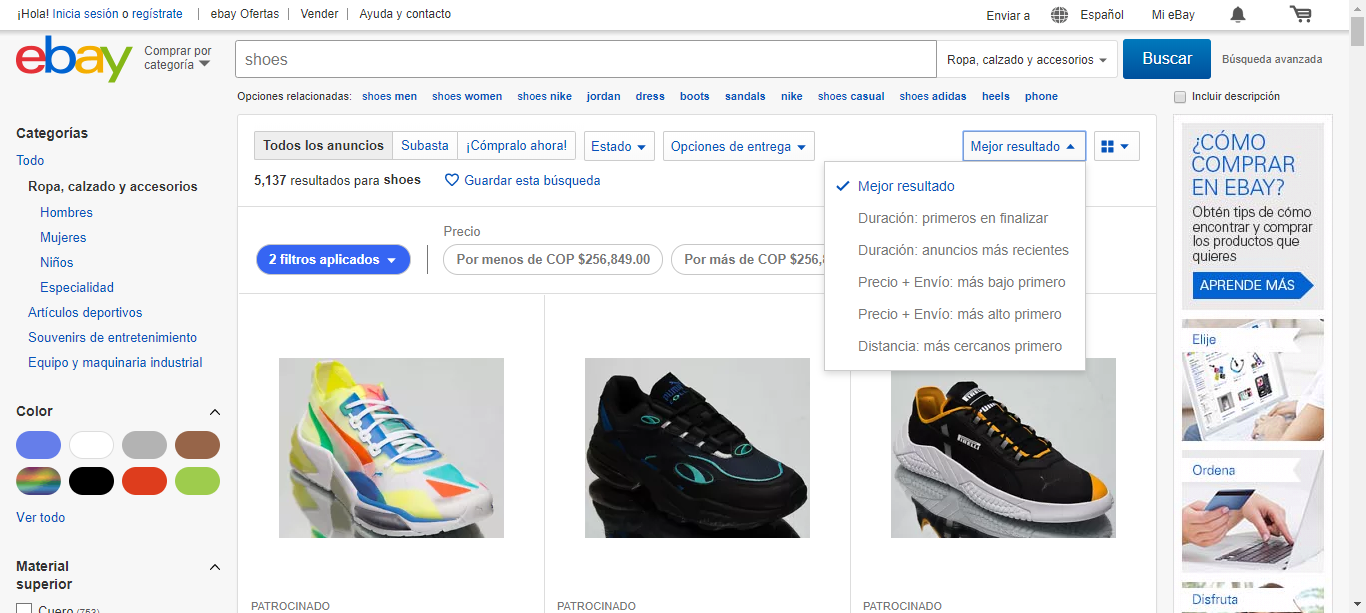 ¡Hola! Inicia sesión o regístrate
ebay Ofertas
Vender
Ayuda y contacto
Enviar a
Español
Mi eBay
ebay
Comprar por
categoría
shoes
Ropa, calzado y accesorios
Buscar
Búsqueda avanzada
Opciones relacionadas: shoes men shoes women shoes nike jordan dress boots sandals nike shoes casual shoes adidas heels phone
Incluir descripción
Categorías
Todo
Ropa, calzado y accesorios
Hombres
Mujeres
Niños
Especialidad
Artículos deportivos
Souvenirs de entretenimiento
Equipo y maquinaria industrial
Color
Ver todo
Material
superior
Cuero (753)
Todos los anuncios
Subasta
¡Cómpralo ahora!
Estado
Opciones de entrega
Mejor resultado
5,137 resultados para shoes
Guardar esta búsqueda
Mejor resultado
Duración: primeros en finalizar
Duración: anuncios más recientes
Precio + Envío: más bajo primero
Precio + Envío: más alto primero
Distancia: más cercanos primero
2 filtros aplicados
Precio
Por menos de COP $256,849.00
Por más de COP $256,8
PIRELLI
PATROCINADO
PATROCINADO
PATROCINADO
¿CÓMO
COMPRAR
EN EBAY?
Obtén tips de cómo
encontrar y comprar
los productos que
quieres
APRENDE MÁS
Elije
Ordena
Disfruta